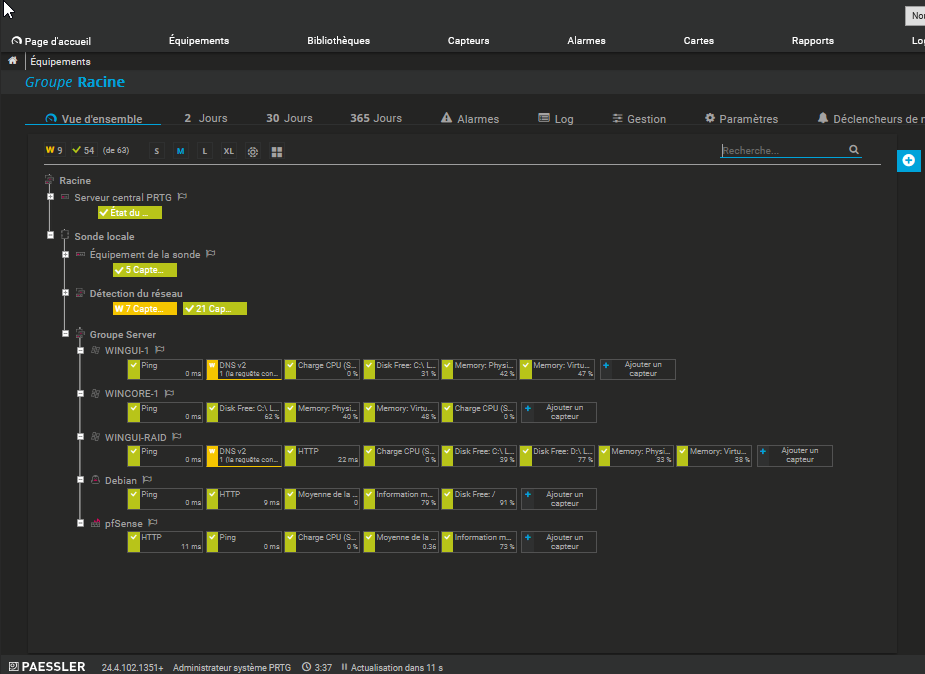 Nom
Page d'accueil
Équipements
Bibliothèques
Capteurs
Alarmes
Cartes
Rapports
Log
Équipements
Groupe Racine
Vue d'ensemble
2 Jours
30 Jours
365 Jours
Alarmes
Log
Gestion
Paramètres
Déclencheurs de n
W 9 54 (de 63) S M L XL
Recherche...
Racine
Serveur central PRTG
État du ...
Sonde locale
Équipement de la sonde
5 Capte...
Détection du réseau
W 7 Capte... 21 Cap...
Groupe Server
WINGUI-1
Ping
0 ms
W DNS v2
1 (la requête con...
Charge CPU (S...
0 %
Disk Free: C:\ L...
31 %
Memory: Physi...
42 %
Memory: Virtu...
47 %
Ajouter un
capteur
WINCORE-1
Ping
0 ms
Disk Free: C:\ L...
62 %
Memory: Physi...
40 %
Memory: Virtu...
48 %
Charge CPU (S...
0 %
Ajouter un
capteur
WINGUI-RAID
Ping
0 ms
W DNS v2
1 (la requête con...
HTTP
22 ms
Charge CPU (S...
0 %
Disk Free: C:\ L...
39 %
Disk Free: D:\ L...
77 %
Memory: Physi...
33 %
Memory: Virtu...
38 %
Ajouter un
capteur
Debian
Ping
0 ms
HTTP
9 ms
Moyenne de la ...
0
Information m...
79 %
Disk Free: /
91 %
Ajouter un
capteur
pfSense
HTTP
11 ms
Ping
0 ms
Charge CPU (S...
0 %
Moyenne de la ...
0.36
Information m...
73 %
Ajouter un
capteur
PAESSLER 24.4.102.1351+ Administrateur système PRTG 3:37 Actualisation dans 11 s